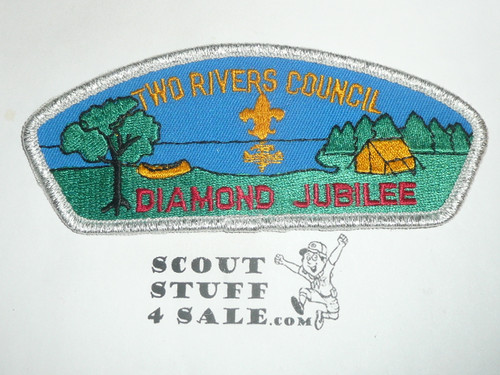 TWO RIVERS COUNCIL
DIAMOND JUBILEE
SCOUT
STUFF
4 SALE.COM